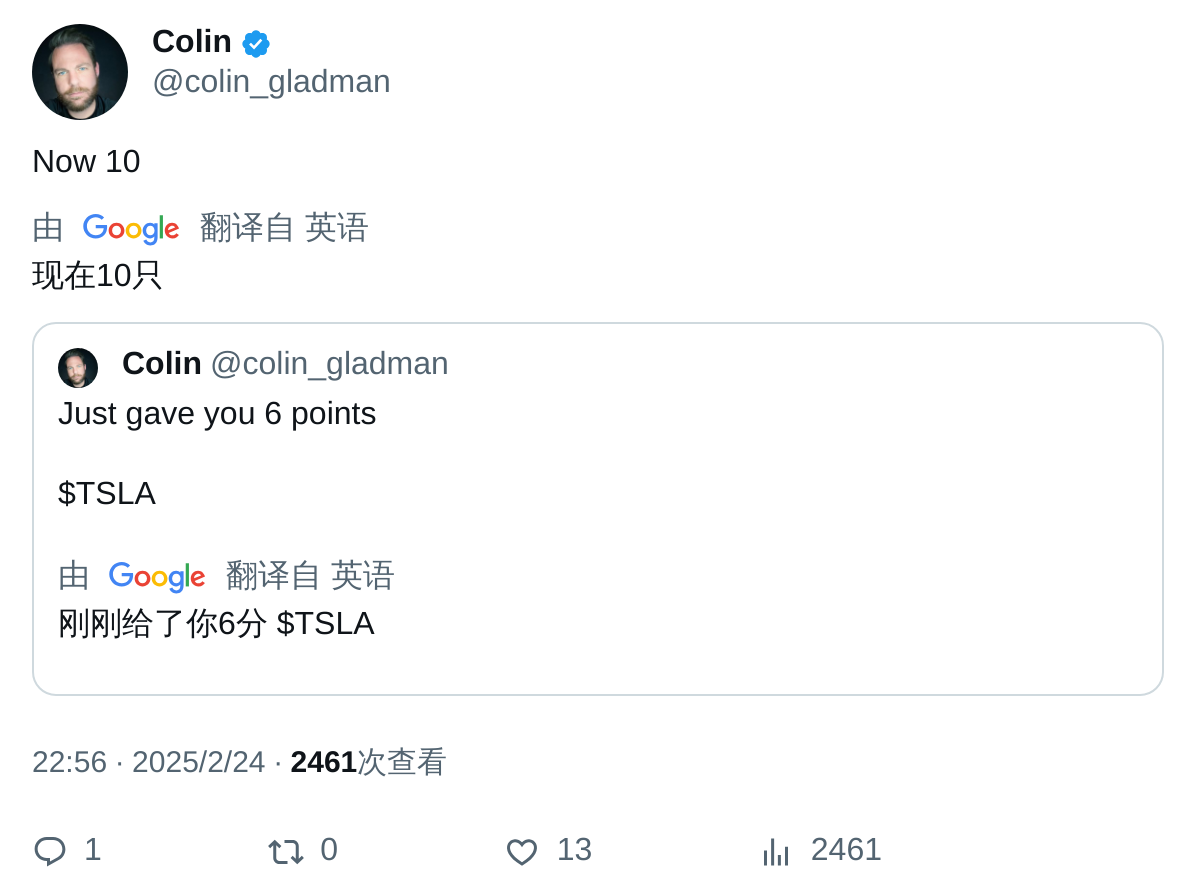 Colin
@colin_gladman
Now 10
由 Google 翻译自 英语
现在10只
Colin @colin_gladman
Just gave you 6 points
$TSLA
由 Google 翻译自 英语
刚刚给了你6分 $TSLA
22:56 · 2025/2/24 · 2461次查看
1 0 13 2461